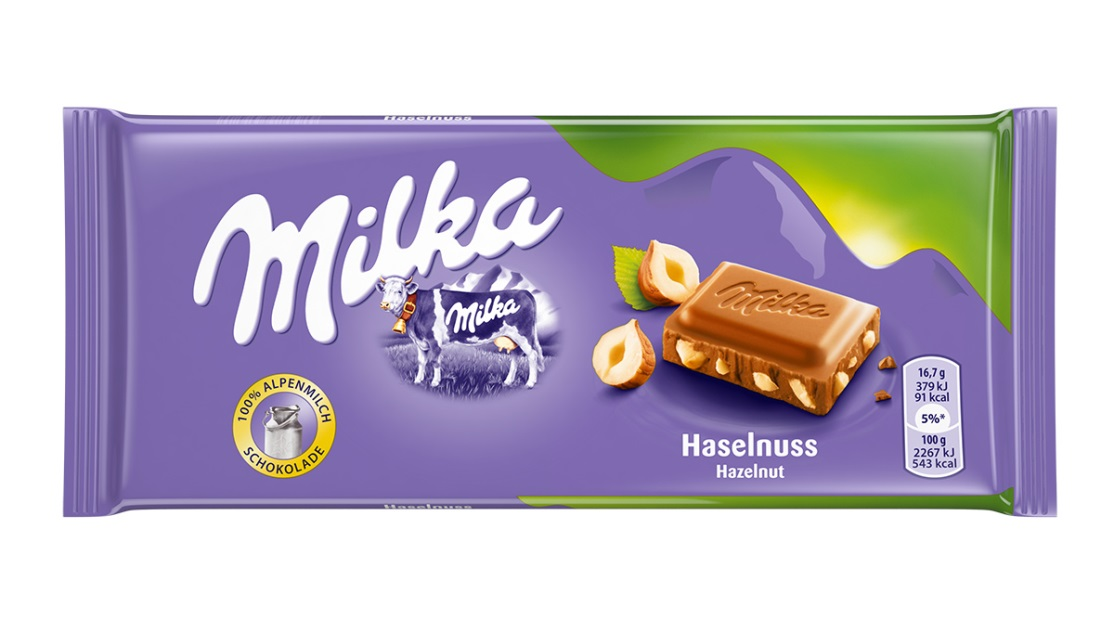 Haselnuss
Milka
Milka
Milka
100% ALPENMILCH
SCHOKOLADE
Haselnuss
Hazelnut
16,7 g
379 kJ
91 kcal
5%*
100 g
2267 kJ
543 kcal
Haselnuss